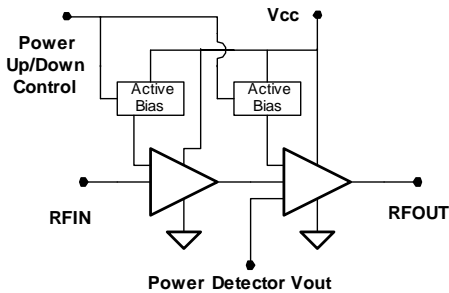 Vcc
Power
Up/Down
Control
Active
Bias
Active
Bias
RFIN
RFOUT
Power Detector Vout